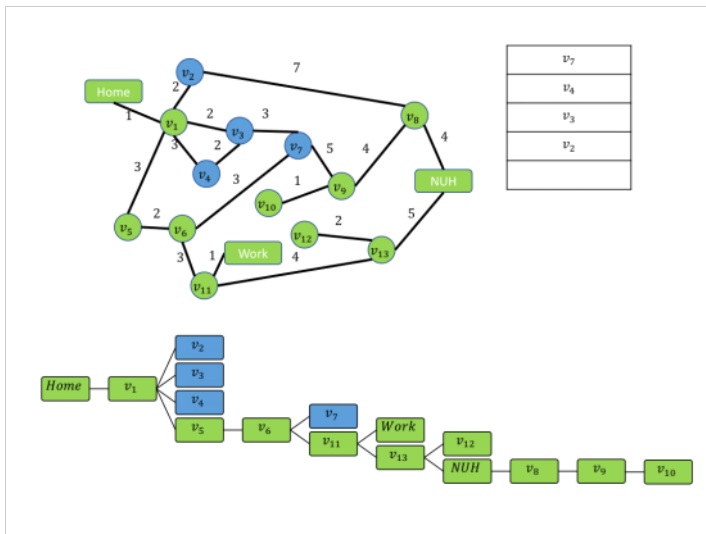 7
v₂
v₇
Home
2
v₄
1
2
3
v₈
v₁
v₃
v₃
3
2
v₇
5
4
4
v₂
v₄
3
3
1
v₉
NUH
v₁₀
2
2
5
v₅
v₆
v₁₂
3
1
Work
4
v₁₃
v₁₁
v₂
Home
v₁
v₃
v₄
v₇
v₅
v₆
Work
v₁₁
v₁₂
v₁₃
NUH
v₈
v₉
v₁₀